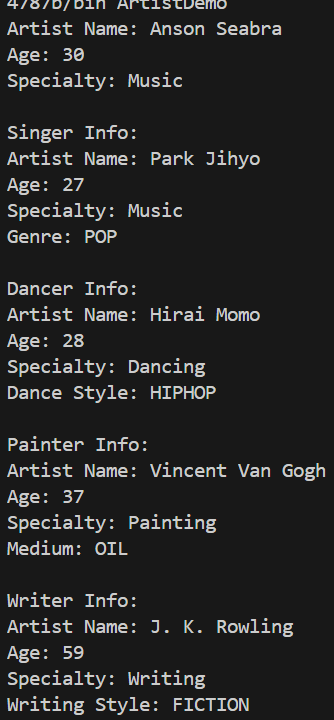 4787b/bin ArtistDemo
Artist Name: Anson Seabra
Age: 30
Specialty: Music
Singer Info:
Artist Name: Park Jihyo
Age: 27
Specialty: Music
Genre: POP
Dancer Info:
Artist Name: Hirai Momo
Age: 28
Specialty: Dancing
Dance Style: HIPHOP
Painter Info:
Artist Name: Vincent Van Gogh
Age: 37
Specialty: Painting
Medium: OIL
Writer Info:
Artist Name: J. K. Rowling
Age: 59
Specialty: Writing
Writing Style: FICTION